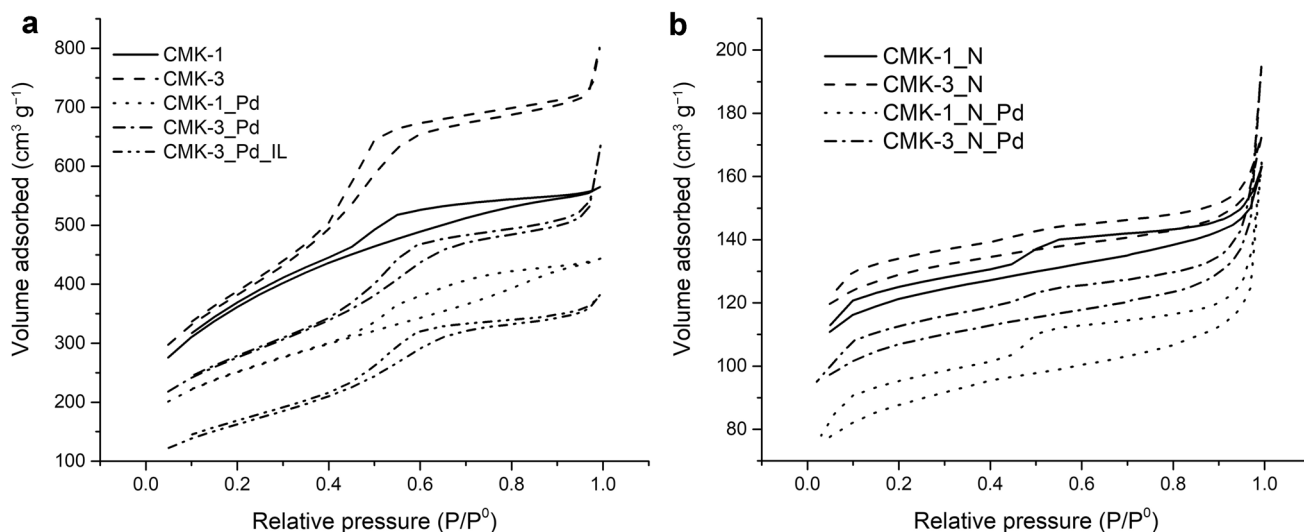 a
Volume adsorbed (cm³ g⁻¹)
800
700
600
500
400
300
200
100
CMK-1
CMK-3
CMK-1_Pd
CMK-3_Pd
CMK-3_Pd_IL
0.0 0.2 0.4 0.6 0.8 1.0
Relative pressure (P/P⁰)
b
Volume adsorbed (cm³ g⁻¹)
200
180
160
140
120
100
80
CMK-1_N
CMK-3_N
CMK-1_N_Pd
CMK-3_N_Pd
0.0 0.2 0.4 0.6 0.8 1.0
Relative pressure (P/P⁰)